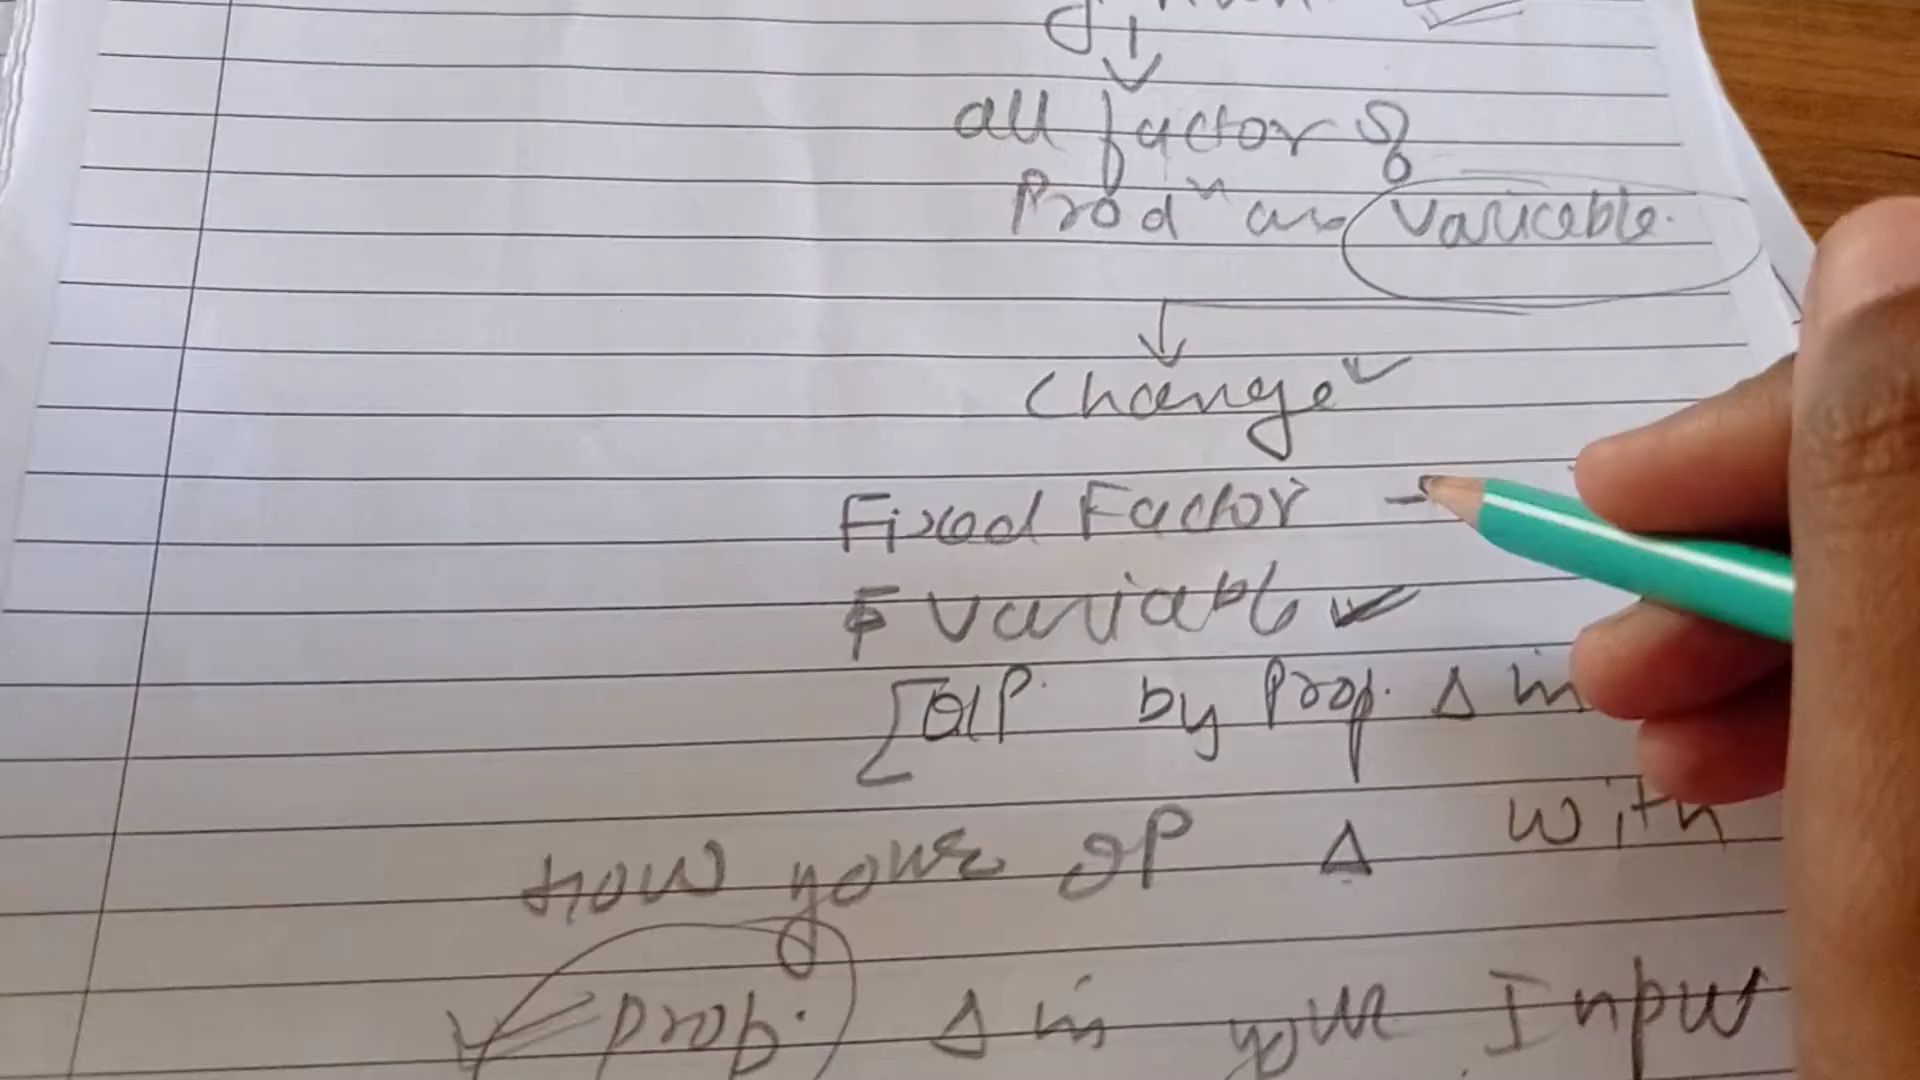 all factor of
Prodn are variable.
Change
Fixed Factor -
F variable
[O/P by Prop. Δ in
how your OP Δ with
prop. Δ in your Input